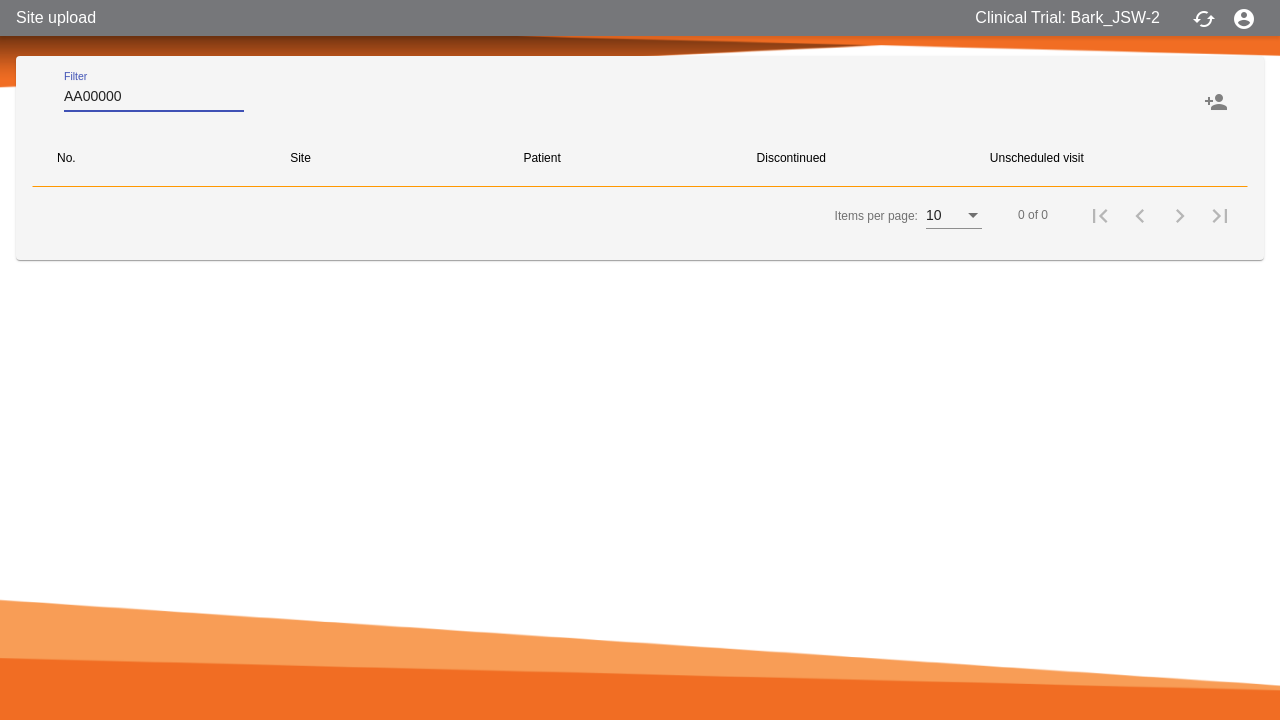 Site upload
Clinical Trial: Bark_JSW-2
Filter
AA00000
No. Site Patient Discontinued Unscheduled visit
Items per page: 10 0 of 0